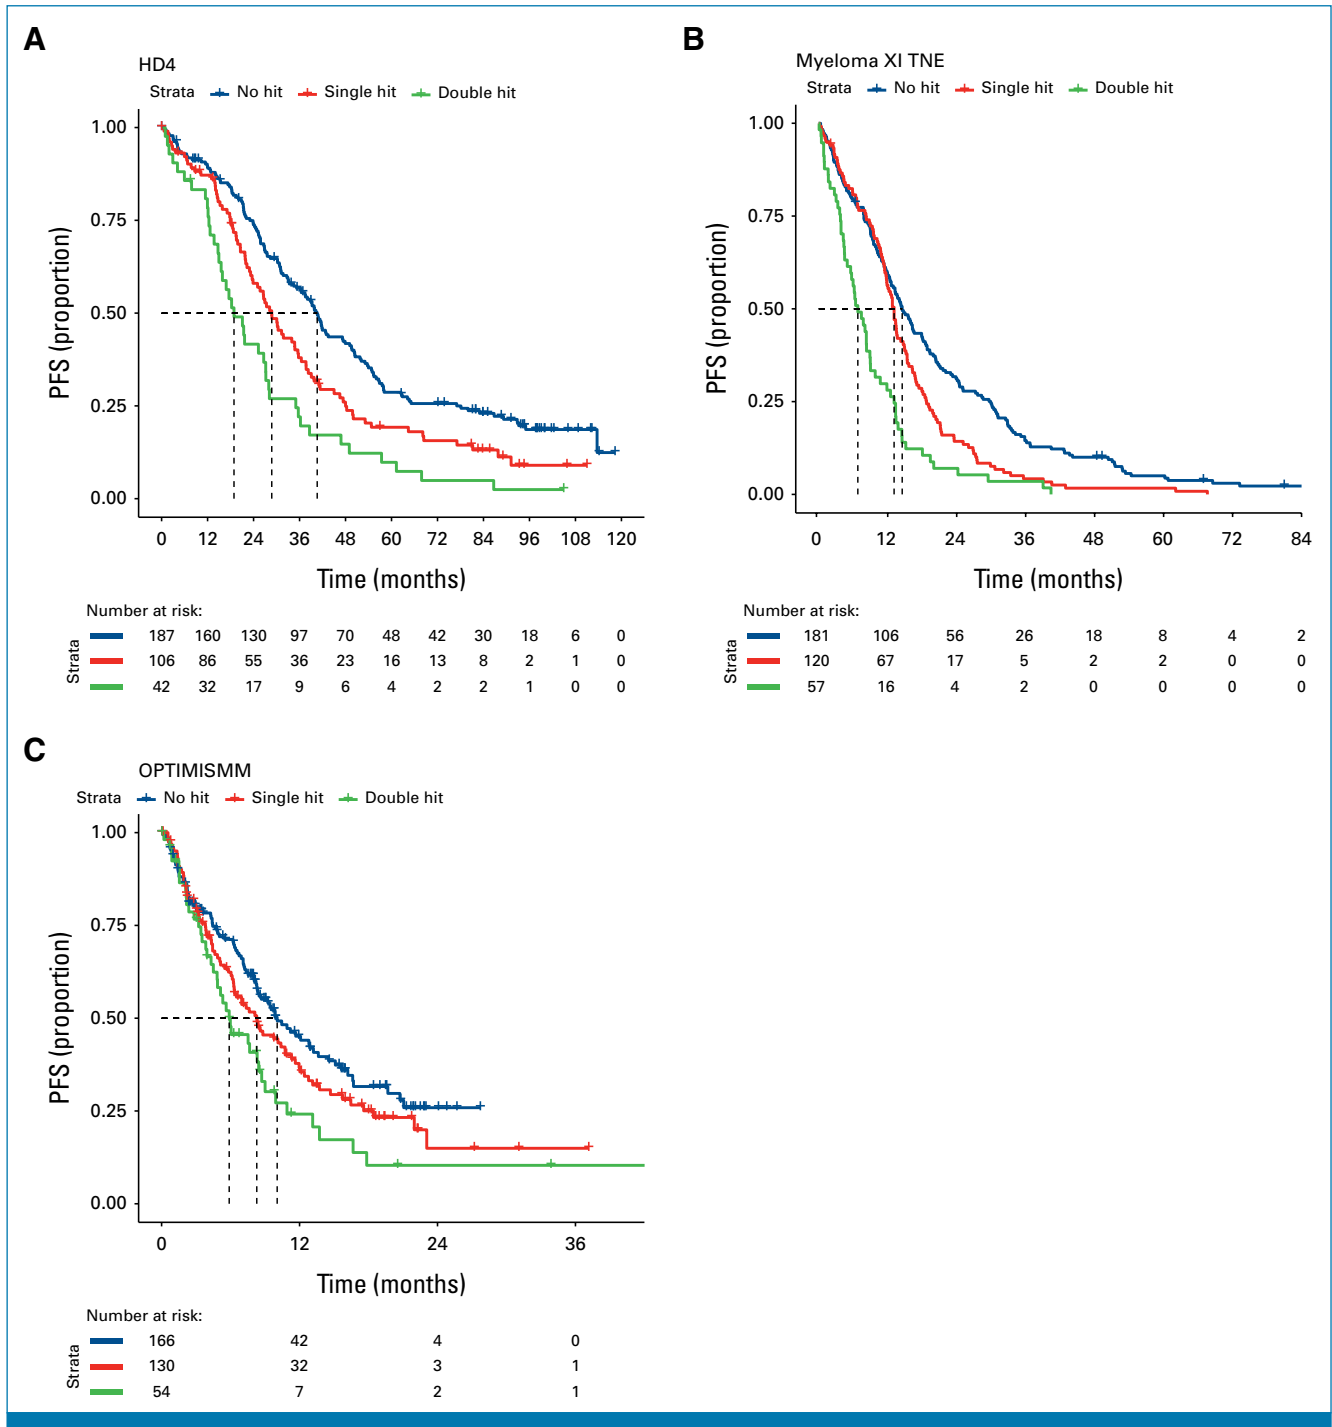 A
HD4
Strata No hit Single hit Double hit
1.00
0.75
0.50
0.25
0.00
PFS (proportion)
0 12 24 36 48 60 72 84 96 108 120
Time (months)
Number at risk:
Strata
187 160 130 97 70 48 42 30 18 6 0
106 86 55 36 23 16 13 8 2 1 0
42 32 17 9 6 4 2 2 1 0 0
B
Myeloma XI TNE
Strata No hit Single hit Double hit
1.00
0.75
0.50
0.25
0.00
PFS (proportion)
0 12 24 36 48 60 72 84
Time (months)
Number at risk:
Strata
181 106 56 26 18 8 4 2
120 67 17 5 2 2 0 0
57 16 4 2 0 0 0 0
C
OPTIMISMM
Strata No hit Single hit Double hit
1.00
0.75
0.50
0.25
0.00
PFS (proportion)
0 12 24 36
Time (months)
Number at risk:
Strata
166 42 4 0
130 32 3 1
54 7 2 1